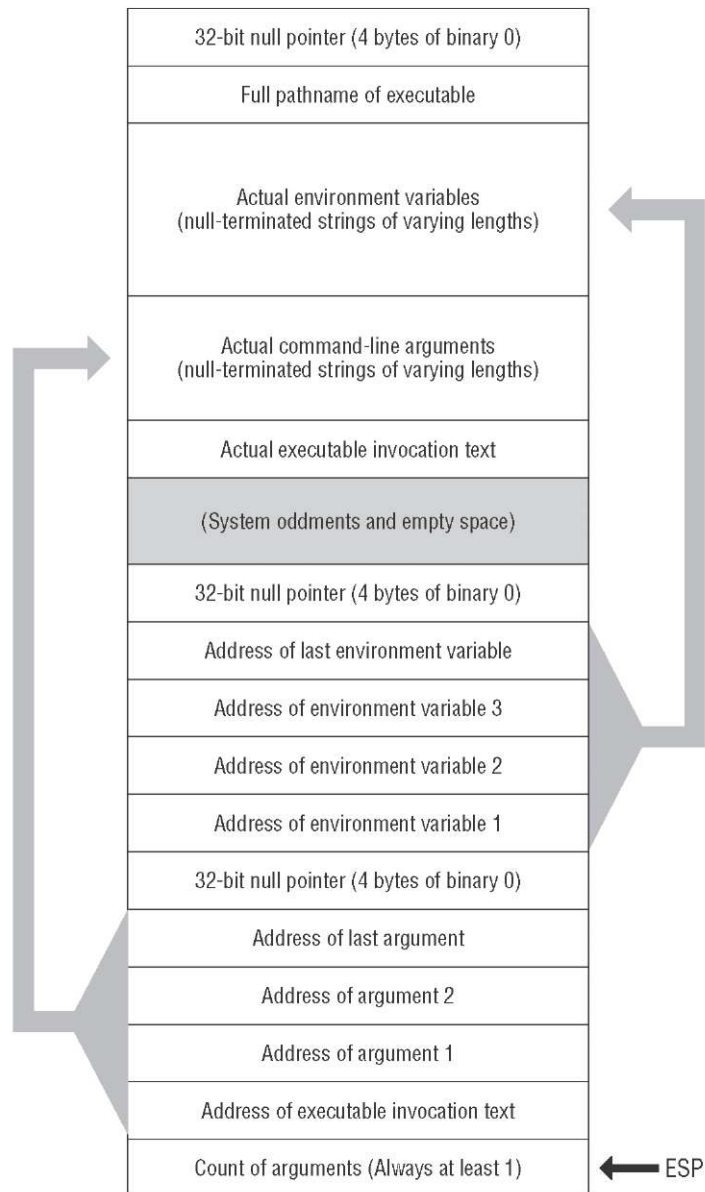 32-bit null pointer (4 bytes of binary 0)
Full pathname of executable
Actual environment variables
(null-terminated strings of varying lengths)
Actual command-line arguments
(null-terminated strings of varying lengths)
Actual executable invocation text
(System oddments and empty space)
32-bit null pointer (4 bytes of binary 0)
Address of last environment variable
Address of environment variable 3
Address of environment variable 2
Address of environment variable 1
32-bit null pointer (4 bytes of binary 0)
Address of last argument
Address of argument 2
Address of argument 1
Address of executable invocation text
Count of arguments (Always at least 1)
ESP